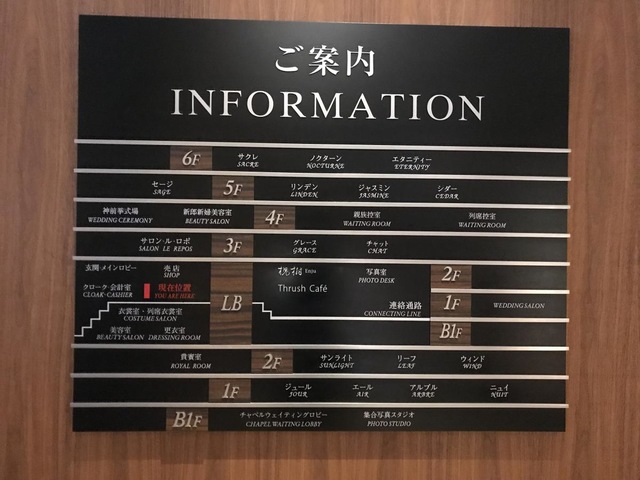 ご案内
INFORMATION
6F サクレ ノクターン エタニティー
SACRE NOCTURNE ETERNITY
セージ 5F リンデン ジャスミン シダー
SAGE LINDEN JASMINE CEDAR
神前挙式場 新郎新婦美容室 4F 親族控室 列席控室
WEDDING CEREMONY BEAUTY SALON WAITING ROOM WAITING ROOM
サロン・ル・ロポ 3F グレース チャット
SALON LE REPOS GRACE CHAT
玄関・メインロビー 売店
SHOP
クローク・会計室 現在位置
CLOAK・CASHIER YOU ARE HERE
衣裳室・列席衣裳室
COSTUME SALON
美容室 更衣室
BEAUTY SALON DRESSING ROOM
LB
Enju
Thrush Café
写真室
PHOTO DESK
連絡通路
CONNECTING LINE
2F
1F WEDDING SALON
B1F
貴賓室 2F サンライト リーフ ウィンド
ROYAL ROOM SUNLIGHT LEAF WIND
1F ジュール エール アルブル ニュイ
JOUR AIR ARBRE NUIT
B1F チャペルウェイティングロビー 集合写真スタジオ
CHAPEL WAITING LOBBY PHOTO STUDIO